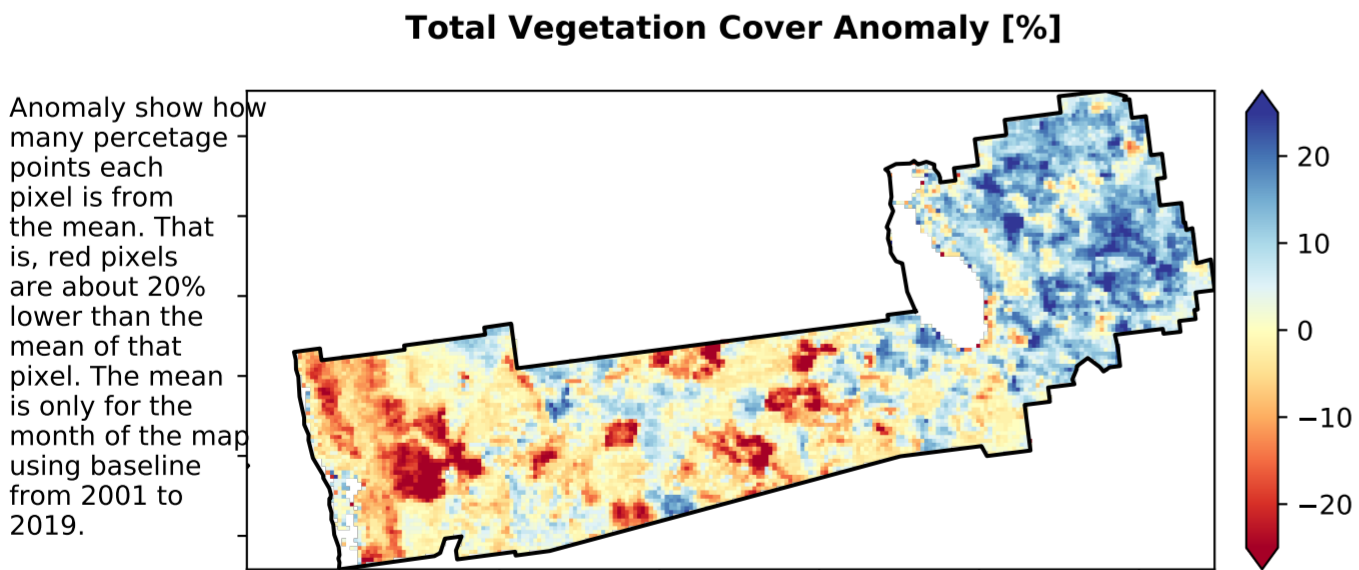 Total Vegetation Cover Anomaly [%]
Anomaly show how
many percetage
points each
pixel is from
the mean. That
is, red pixels
are about 20%
lower than the
mean of that
pixel. The mean
is only for the
month of the map
using baseline
from 2001 to
2019.
20
10
0
−10
−20